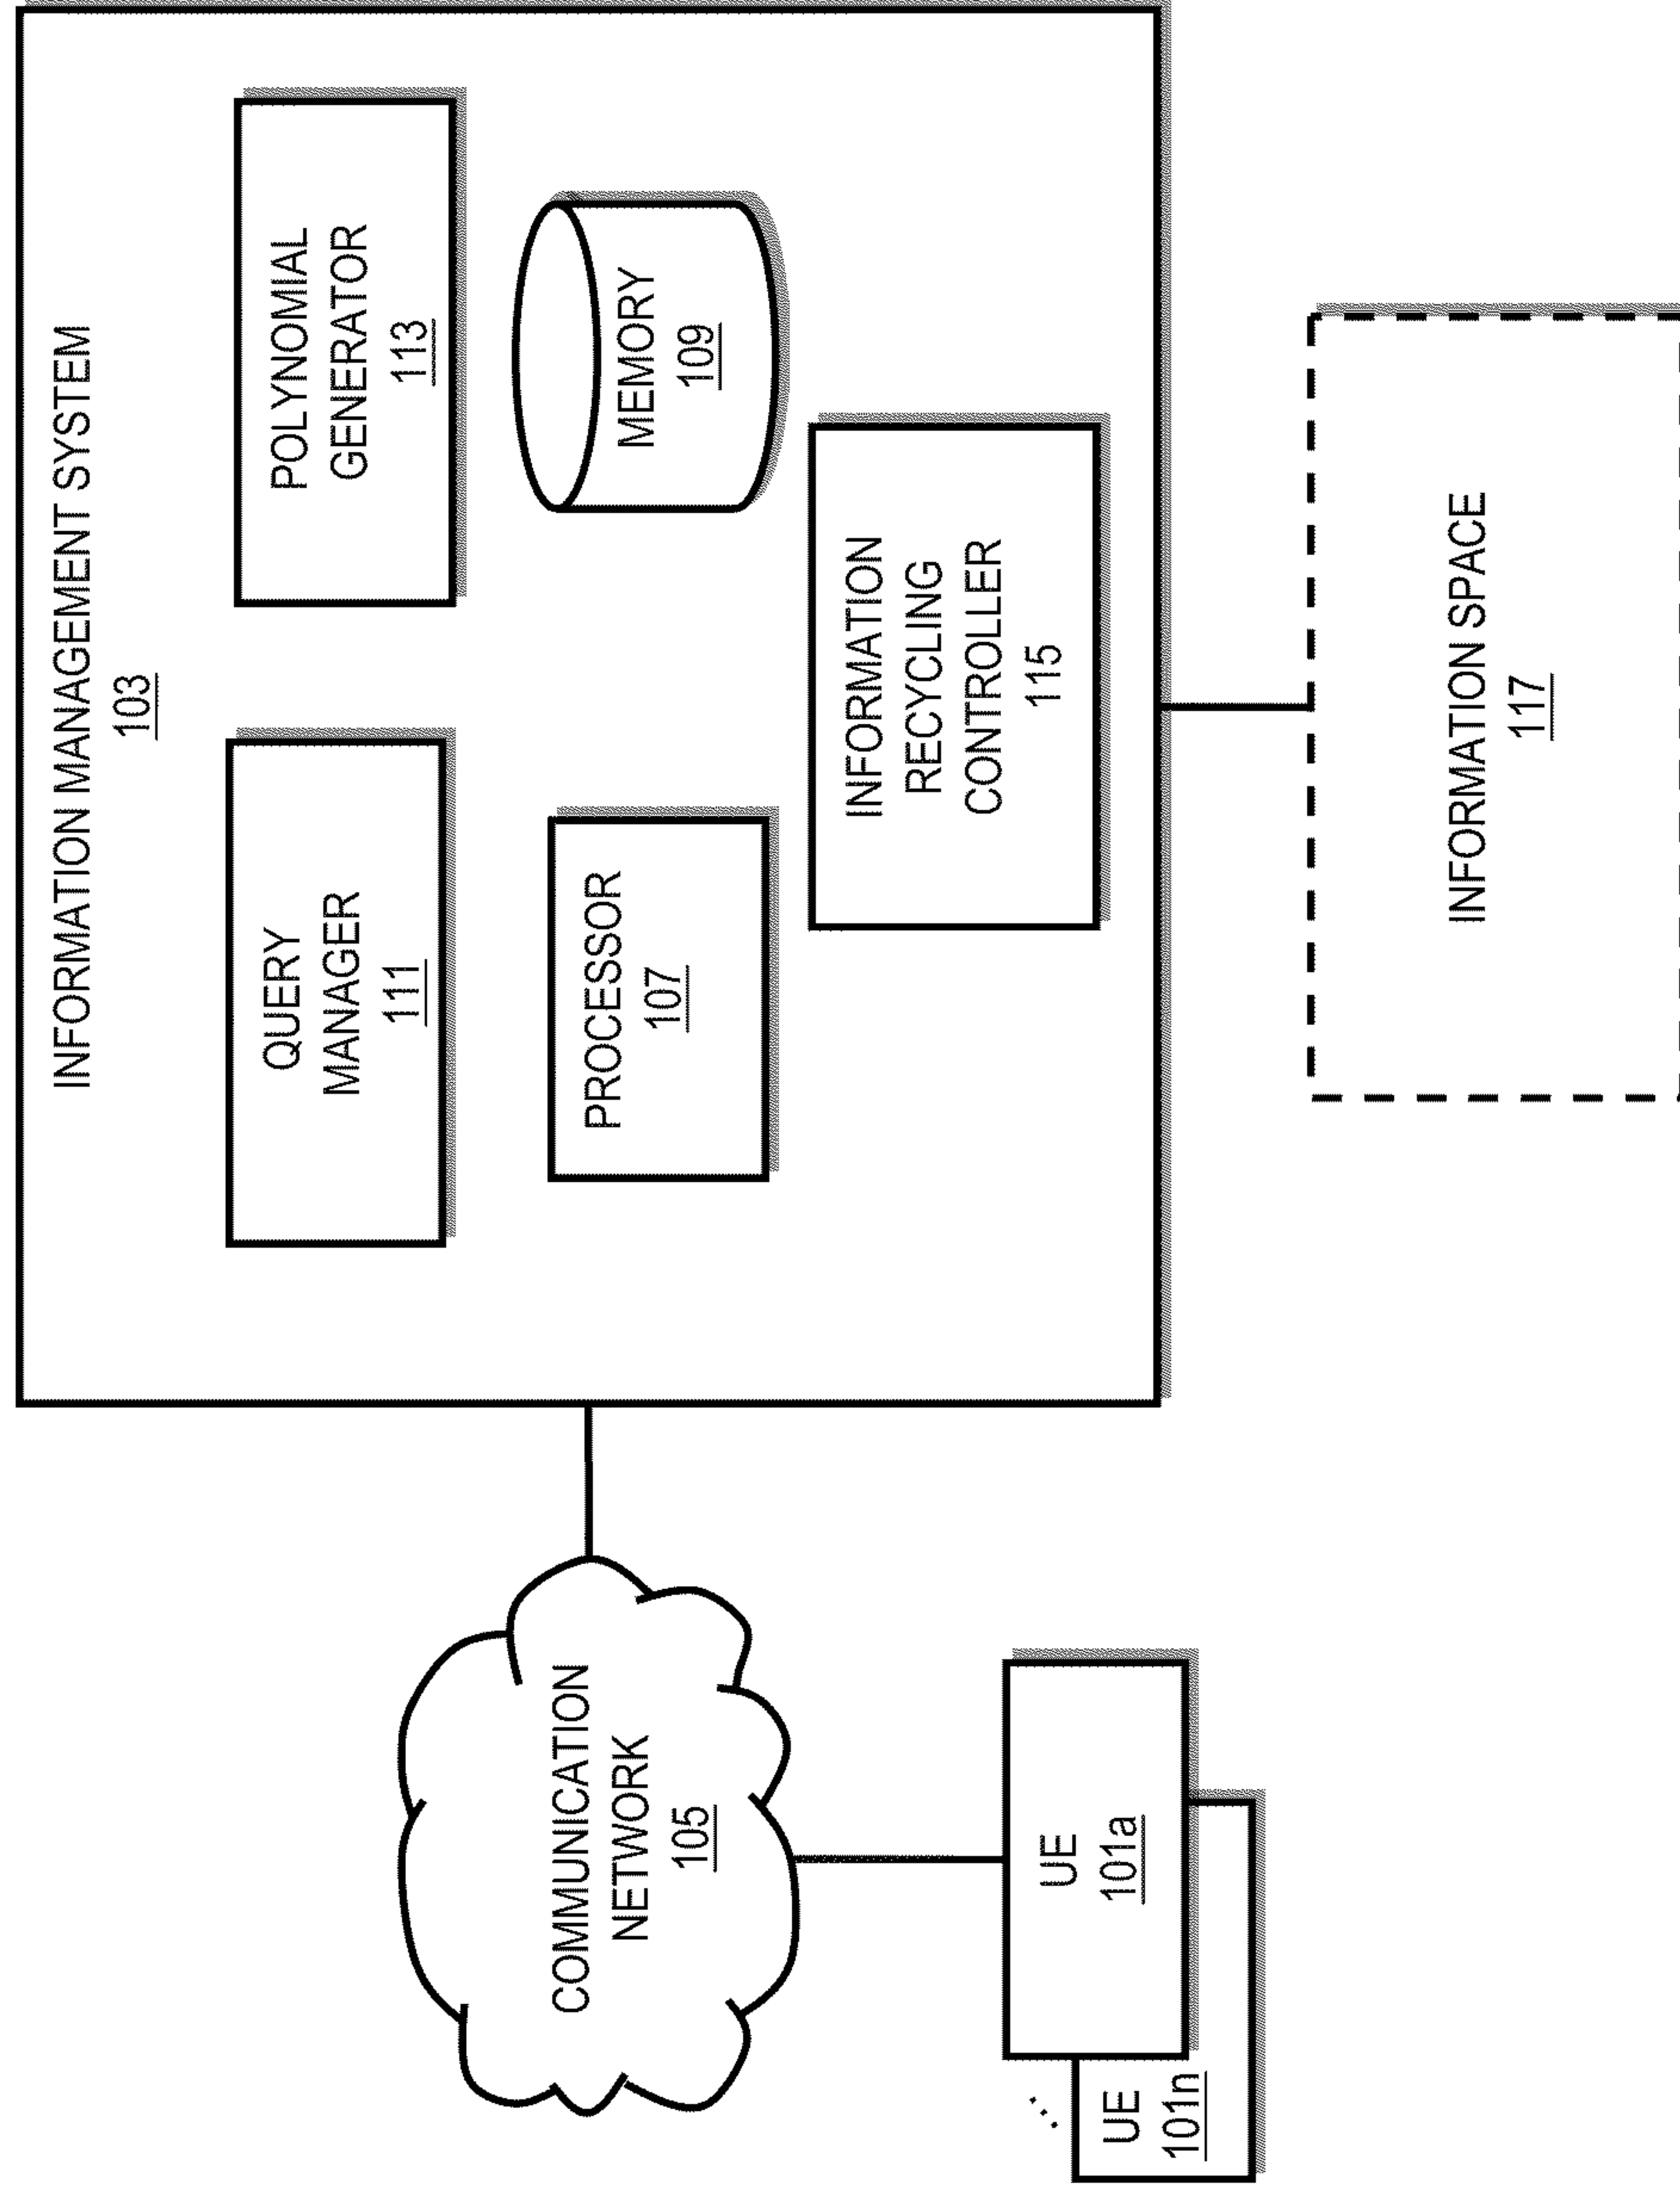 INFORMATION MANAGEMENT SYSTEM
103
QUERY
MANAGER
111
POLYNOMIAL
GENERATOR
113
PROCESSOR
107
MEMORY
109
INFORMATION
RECYCLING
CONTROLLER
115
COMMUNICATION
NETWORK
105
UE
101a
...
UE
101n
INFORMATION SPACE
117